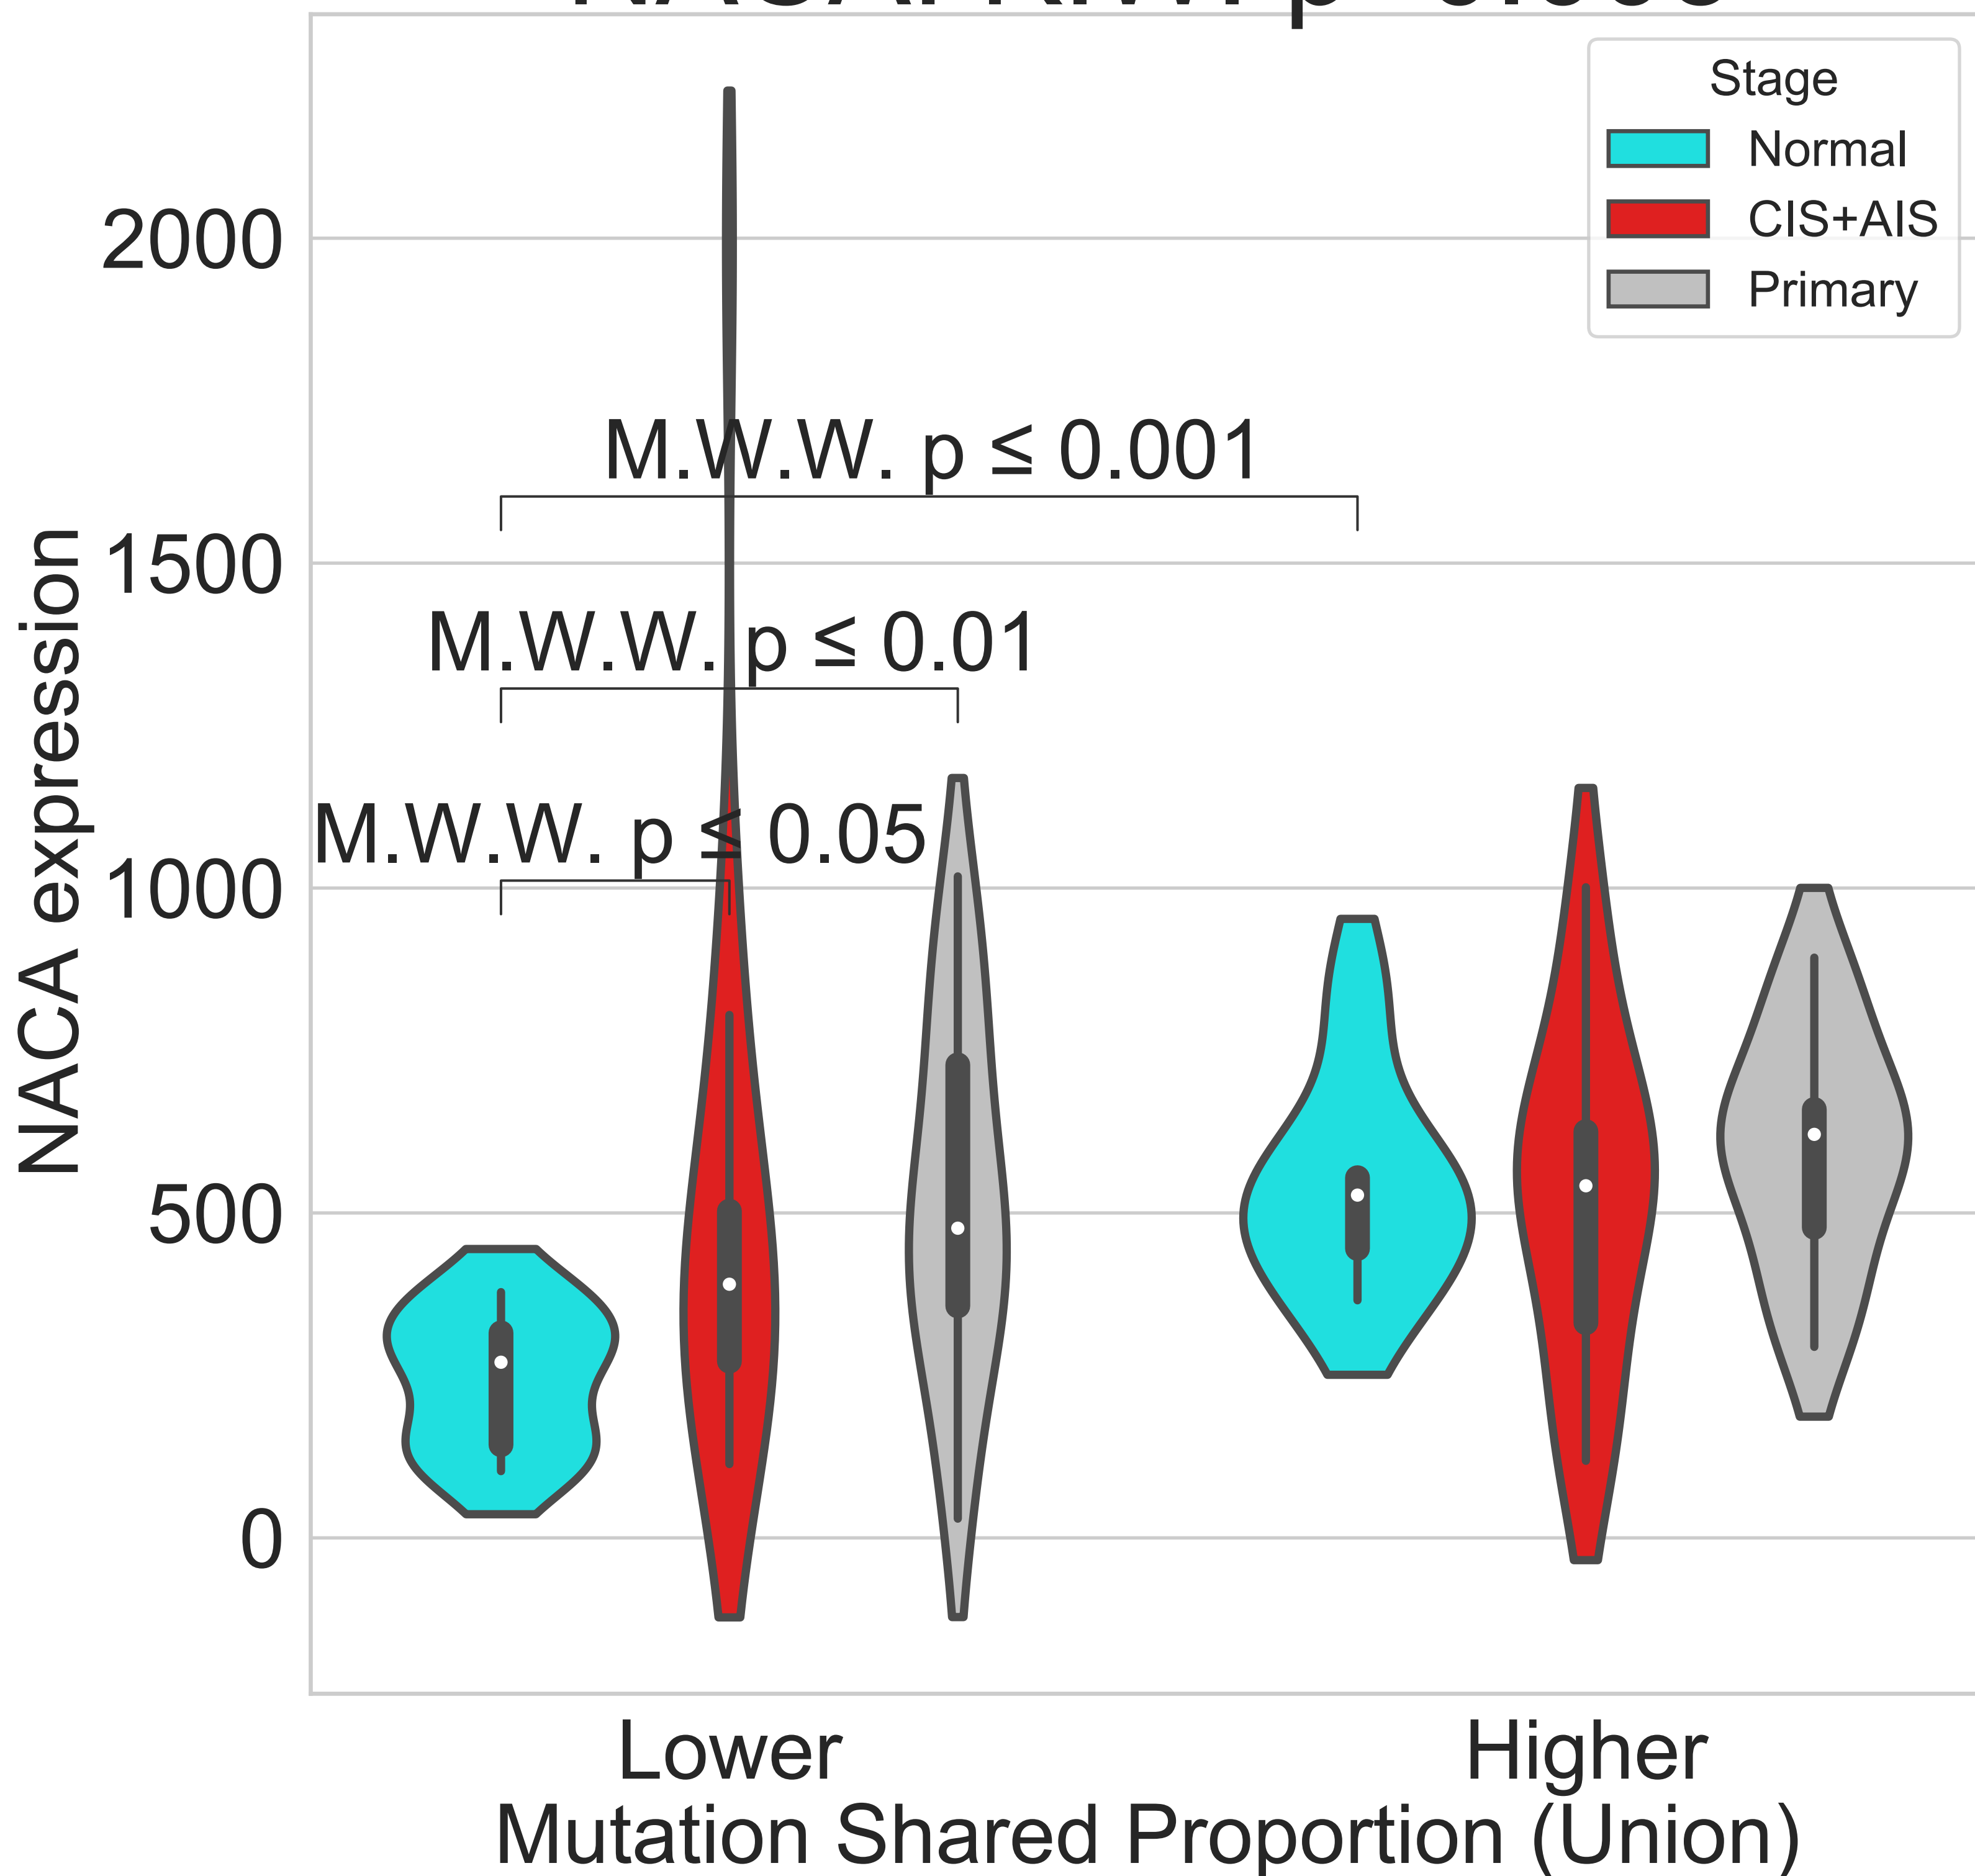 Stage
Normal
CIS+AIS
Primary
2000
1500
1000
500
0
NACA expression
M.W.W. p ≤ 0.001
M.W.W. p ≤ 0.01
M.W.W. p ≤ 0.05
Lower
Higher
Mutation Shared Proportion (Union)